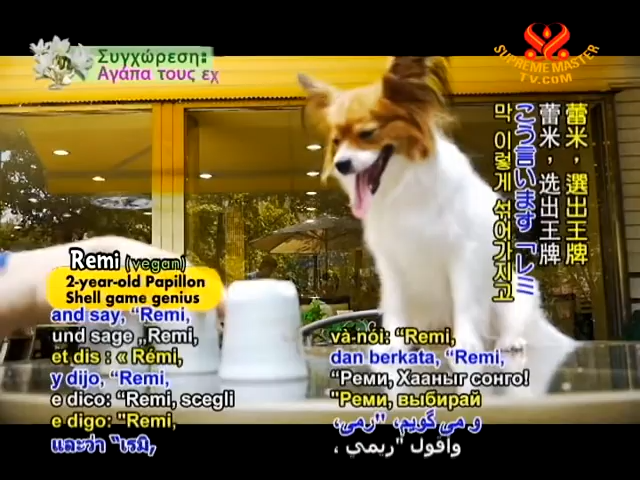 Συγχώρεση:
Αγάπα τους εχ
SUPREME MASTER
TV.COM
蕾米，選出王牌
蕾米，选出王牌
こう言います「レミ
막 이렇게 섞어가지고
Remi (vegan)
2-year-old Papillon
Shell game genius
and say, “Remi,
und sage „Remi,
et dis : « Rémi,
y dijo, “Remi,
e dico: “Remi, scegli
e digo: "Remi,
และว่า “เรมิ,
và nói: “Remi,
dan berkata, “Remi,
“Реми, Хааныг сонго!
"Реми, выбирай
و می گویم، "رمی،
واقول "ريمي ،